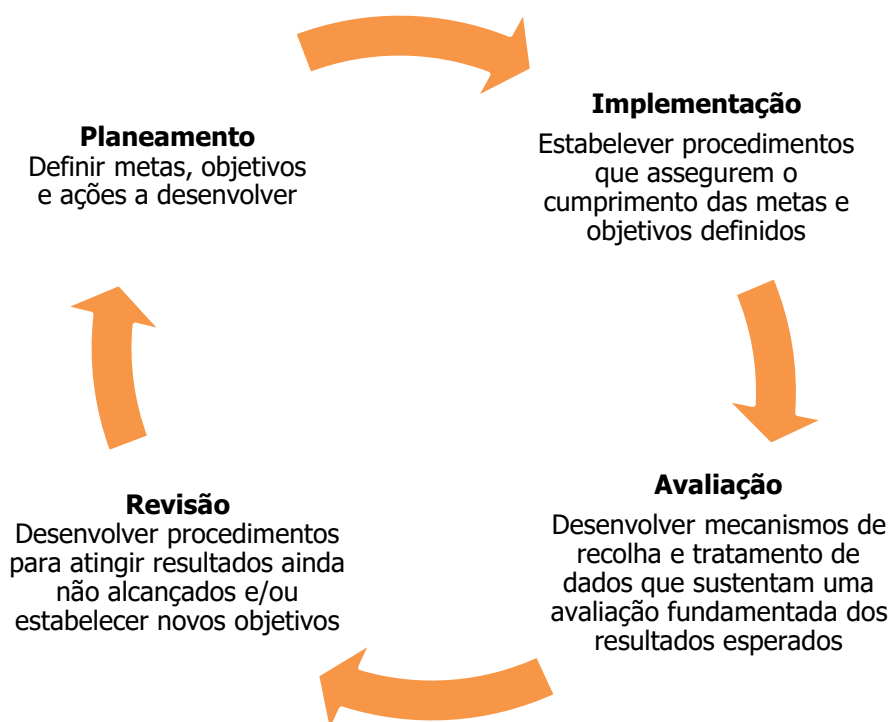 Planeamento
Definir metas, objetivos
e ações a desenvolver
Implementação
Estabelever procedimentos
que assegurem o
cumprimento das metas e
objetivos definidos
Avaliação
Desenvolver mecanismos de
recolha e tratamento de
dados que sustentam uma
avaliação fundamentada dos
resultados esperados
Revisão
Desenvolver procedimentos
para atingir resultados ainda
não alcançados e/ou
estabelecer novos objetivos